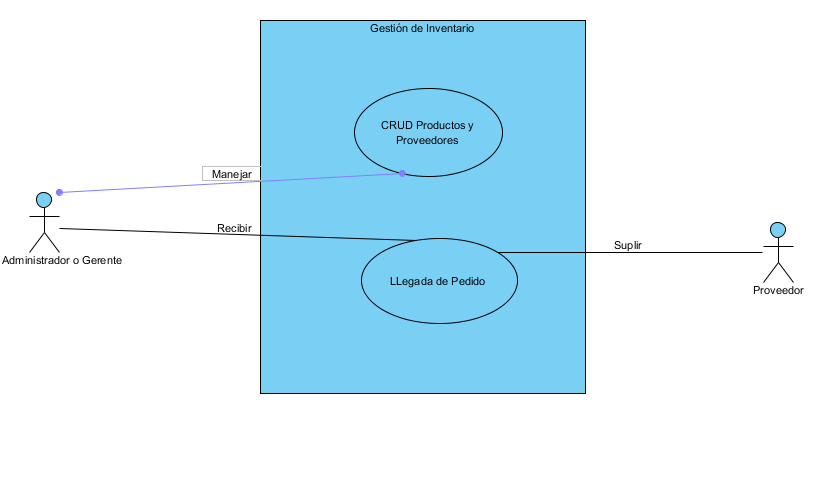 Gestión de Inventario
CRUD Productos y
Proveedores
Manejar
Recibir
Suplir
Administrador o Gerente
LLegada de Pedido
Proveedor